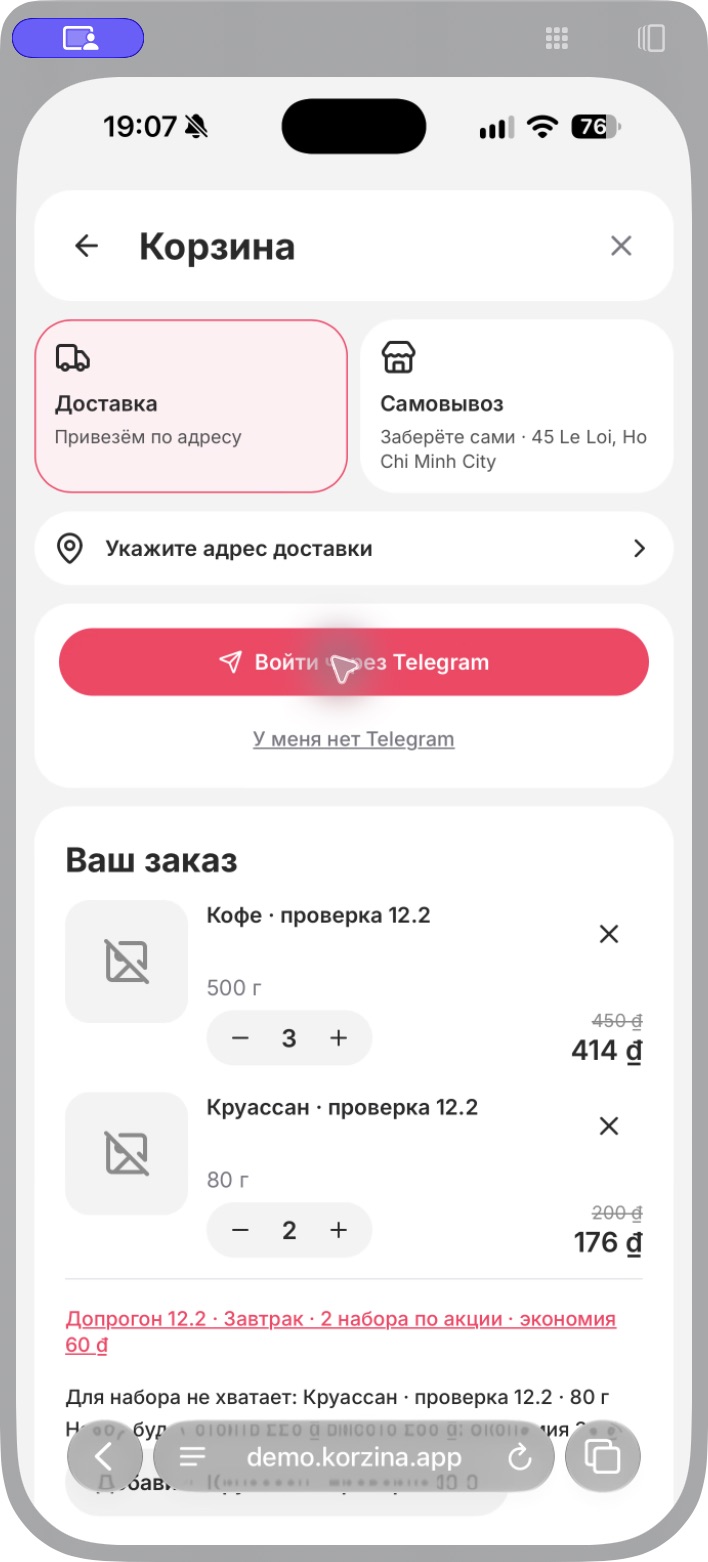 19:07
76
Корзина
Доставка
Привезём по адресу
Самовывоз
Заберёте сами · 45 Le Loi, Ho
Chi Minh City
Укажите адрес доставки
Войти через Telegram
У меня нет Telegram
Ваш заказ
Кофе · проверка 12.2
500 г
3
450 ₫
414 ₫
Круассан · проверка 12.2
80 г
2
200 ₫
176 ₫
Допрогон 12.2 · Завтрак · 2 набора по акции · экономия
60 ₫
Для набора не хватает: Круассан · проверка 12.2 · 80 г
demo.korzina.app